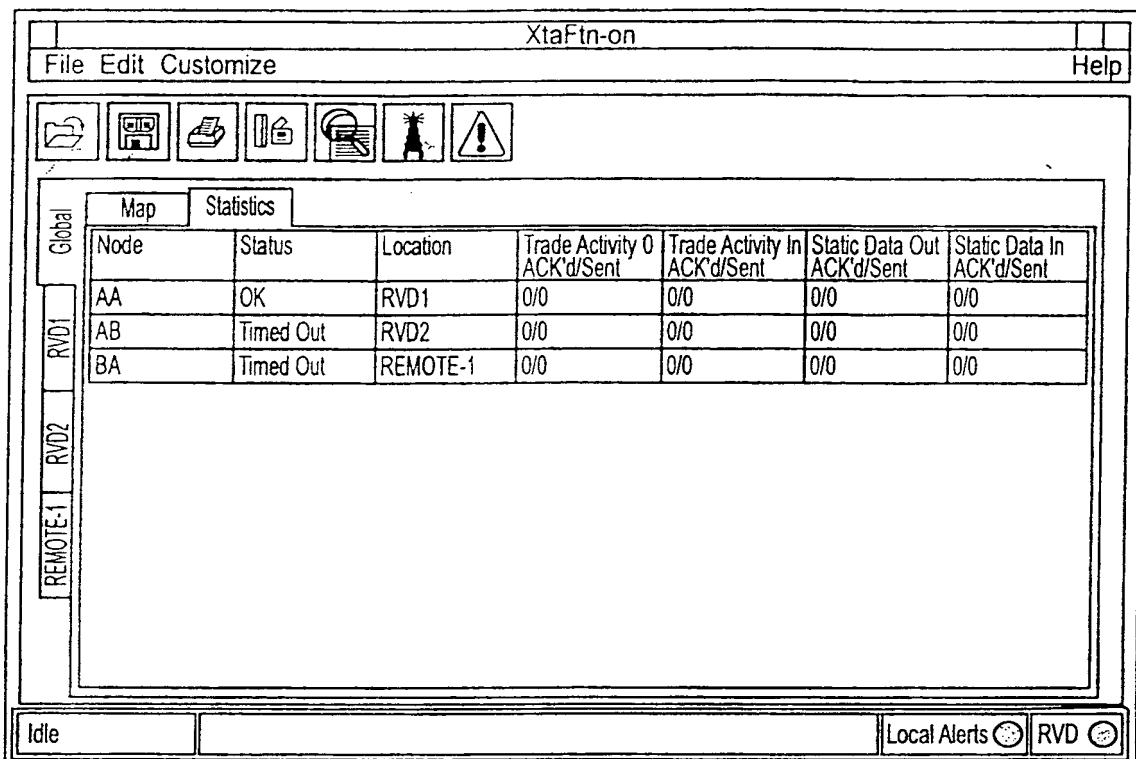 XtaFtn-on
File Edit Customize Help
Map Statistics
Global
RVD1
RVD2
REMOTE-1
Node Status Location Trade Activity 0 ACK'd/Sent Trade Activity In ACK'd/Sent Static Data Out ACK'd/Sent Static Data In ACK'd/Sent
AA OK RVD1 0/0 0/0 0/0 0/0
AB Timed Out RVD2 0/0 0/0 0/0 0/0
BA Timed Out REMOTE-1 0/0 0/0 0/0 0/0
Idle Local Alerts RVD